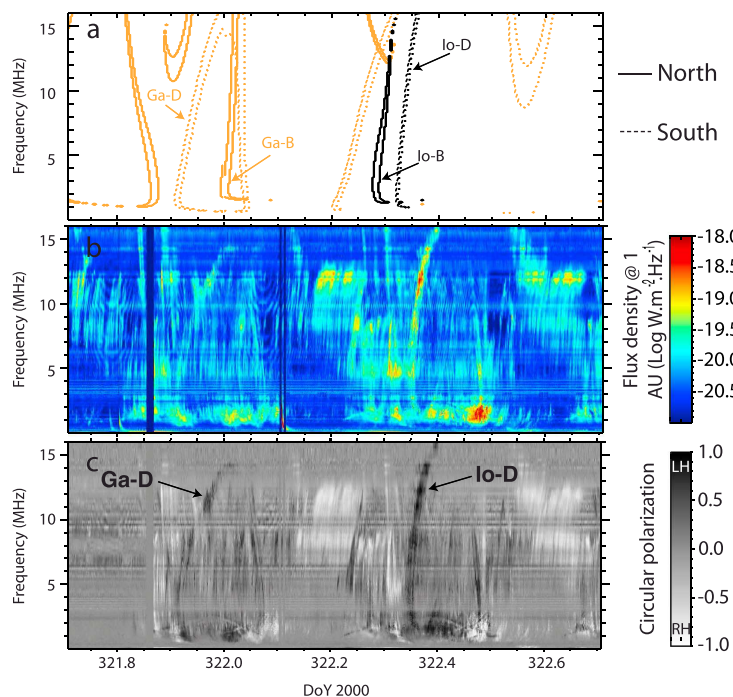 a
Frequency (MHz)
15
10
5
Ga-D
Ga-B
Io-D
Io-B
North
South
b
Frequency (MHz)
15
10
5
Flux density @ 1
AU (Log W.m-2.Hz-1)
-18.0
-18.5
-19.0
-19.5
-20.0
-20.5
c
Frequency (MHz)
15
10
5
Ga-D
Io-D
Circular polarization
LH
RH
1.0
0.5
0.0
-0.5
-1.0
321.8
322.0
322.2
322.4
322.6
DoY 2000